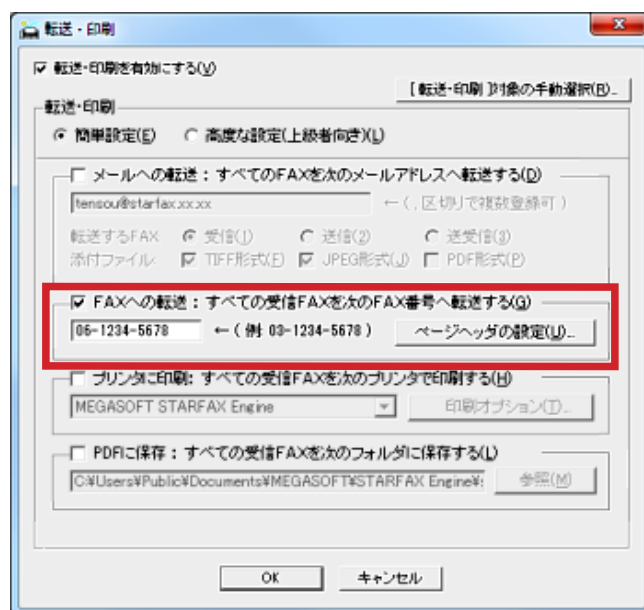 転送・印刷
転送・印刷を有効にする(V)
[転送・印刷]対象の手動選択(R)...
転送・印刷
簡単設定(E) 高度な設定(上級者向き)(L)
メールへの転送：すべてのFAXを次のメールアドレスへ転送する(D)
tensou@starfax.xx.xx ←(,区切りで複数登録可)
転送するFAX 受信(1) 送信(2) 送受信(3)
添付ファイル: TIFF形式(F) JPEG形式(J) PDF形式(P)
FAXへの転送：すべての受信FAXを次のFAX番号へ転送する(G)
06-1234-5678 ←(例 03-1234-5678) ページヘッダの設定(U)...
プリンタに印刷: すべての受信FAXを次のプリンタで印刷する(H)
MEGASOFT STARFAX Engine 印刷オプション(T)...
PDFに保存：すべての受信FAXを次のフォルダに保存する(L)
C:¥Users¥Public¥Documents¥MEGASOFT¥STARFAX Engine¥: 参照(M)
OK キャンセル